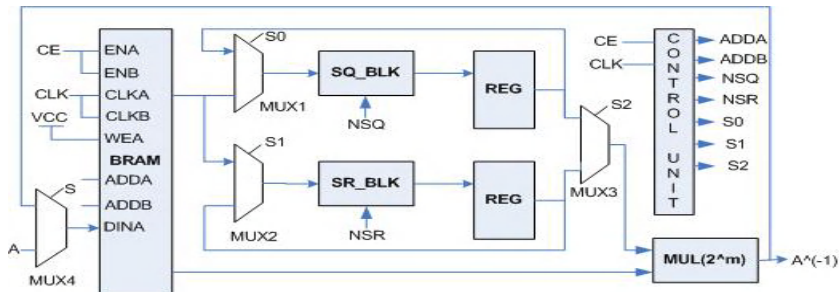 S0
CE
ENA
ENB
SQ_BLK
REG
CE
CLK
CONTROL UNIT
ADDA
ADDB
NSQ
NSR
S0
S1
S2
CLK
CLKA
CLKB
MUX1
NSQ
S2
VCC
WEA
BRAM
S1
SR_BLK
REG
MUX3
ADDA
S
ADDB
DINA
MUX2
NSR
A
MUX4
MUL(2^m)
A^(-1)